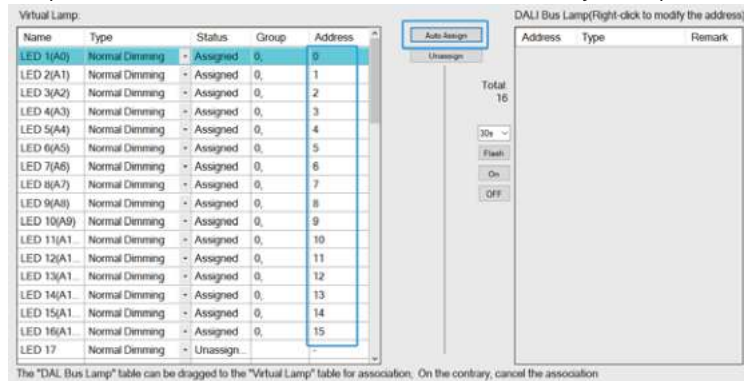 Virtual Lamp:
DALI Bus Lamp(Right-click to modify the address)
Name Type Status Group Address
Auto Assign
Address Type Remark
LED 1(A0) Normal Dimming Assigned 0, 0
Unassign
LED 2(A1) Normal Dimming Assigned 0, 1
LED 3(A2) Normal Dimming Assigned 0, 2
Total:
16
LED 4(A3) Normal Dimming Assigned 0, 3
LED 5(A4) Normal Dimming Assigned 0, 4
30s
LED 6(A5) Normal Dimming Assigned 0, 5
Flash
LED 7(A6) Normal Dimming Assigned 0, 6
On
LED 8(A7) Normal Dimming Assigned 0, 7
OFF
LED 9(A8) Normal Dimming Assigned 0, 8
LED 10(A9) Normal Dimming Assigned 0, 9
LED 11(A1... Normal Dimming Assigned 0, 10
LED 12(A1... Normal Dimming Assigned 0, 11
LED 13(A1... Normal Dimming Assigned 0, 12
LED 14(A1... Normal Dimming Assigned 0, 13
LED 15(A1... Normal Dimming Assigned 0, 14
LED 16(A1... Normal Dimming Assigned 0, 15
LED 17 Normal Dimming Unassign... -
The "DAL Bus Lamp" table can be dragged to the "Virtual Lamp" table for association; On the contrary, cancel the association